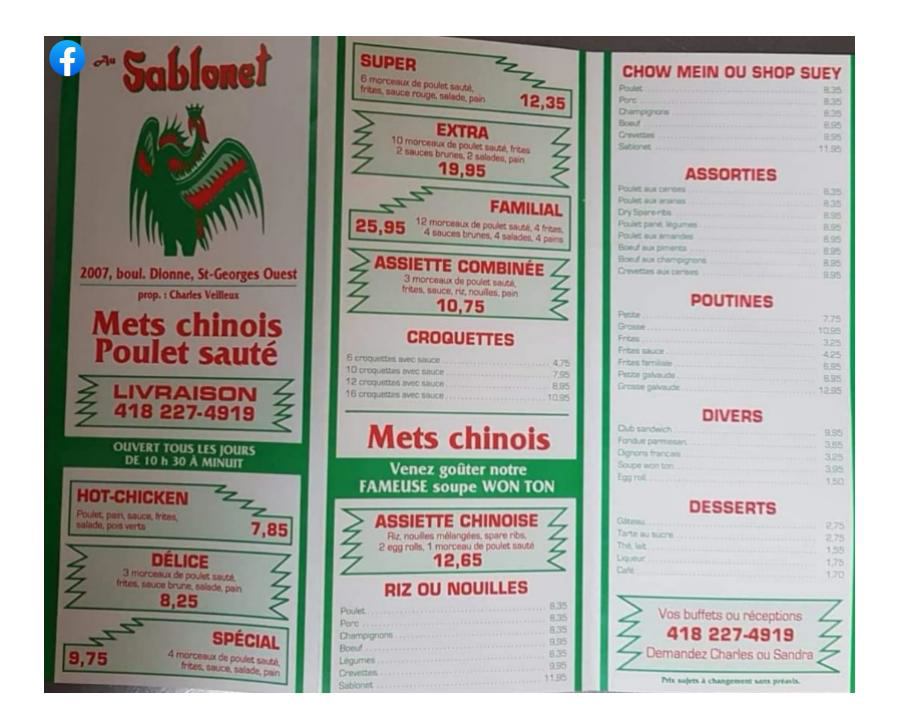 Au Sablonet
2007, boul. Dionne, St-Georges Ouest
prop. : Charles Veilleux
Mets chinois
Poulet sauté
LIVRAISON
418 227-4919
OUVERT TOUS LES JOURS
DE 10 h 30 À MINUIT
HOT-CHICKEN
Poulet, pain, sauce, frites,
salade, pois verts
7,85
DÉLICE
3 morceaux de poulet sauté,
frites, sauce brune, salade, pain
8,25
SPÉCIAL
9,75
4 morceaux de poulet sauté,
frites, sauce, salade, pain
SUPER
6 morceaux de poulet sauté,
frites, sauce rouge, salade, pain
12,35
EXTRA
10 morceaux de poulet sauté, frites
2 sauces brunes, 2 salades, pain
19,95
FAMILIAL
25,95
12 morceaux de poulet sauté, 4 frites,
4 sauces brunes, 4 salades, 4 pains
ASSIETTE COMBINÉE
3 morceaux de poulet sauté,
frites, sauce, riz, nouilles, pain
10,75
CROQUETTES
6 croquettes avec sauce 4,75
10 croquettes avec sauce 7,95
12 croquettes avec sauce 8,95
16 croquettes avec sauce 10,95
Mets chinois
Venez goûter notre
FAMEUSE soupe WON TON
ASSIETTE CHINOISE
Riz, nouilles mélangées, spare ribs,
2 egg rolls, 1 morceau de poulet sauté
12,65
RIZ OU NOUILLES
Poulet 8,35
Porc 8,35
Champignons 8,35
Boeuf 9,95
Légumes 8,35
Crevettes 9,95
Sablonet 11,95
CHOW MEIN OU SHOP SUEY
Poulet 8,35
Porc 8,35
Champignons 8,35
Boeuf 8,95
Crevettes 9,95
Sablonet 11,95
ASSORTIES
Poulet aux cerises 8,35
Poulet aux ananas 8,35
Dry Spare-ribs 8,95
Poulet pané, légumes 8,95
Poulet aux amandes 8,95
Boeuf aux piments 8,95
Boeuf aux champignons 8,95
Crevettes aux cerises 9,95
POUTINES
Petite 7,75
Grosse 10,95
Frites 3,25
Frites sauce 4,25
Frites familiale 6,95
Petite galvaude 8,95
Grosse galvaude 12,95
DIVERS
Club sandwich 9,95
Fondue parmesan 3,65
Oignons francais 3,25
Soupe won ton 3,95
Egg roll 1,50
DESSERTS
Gâteau 2,75
Tarte au sucre 2,75
Thé, lait 1,55
Liqueur 1,75
Café 1,70
Vos buffets ou réceptions
418 227-4919
Demandez Charles ou Sandra
Prix sujets à changement sans préavis.